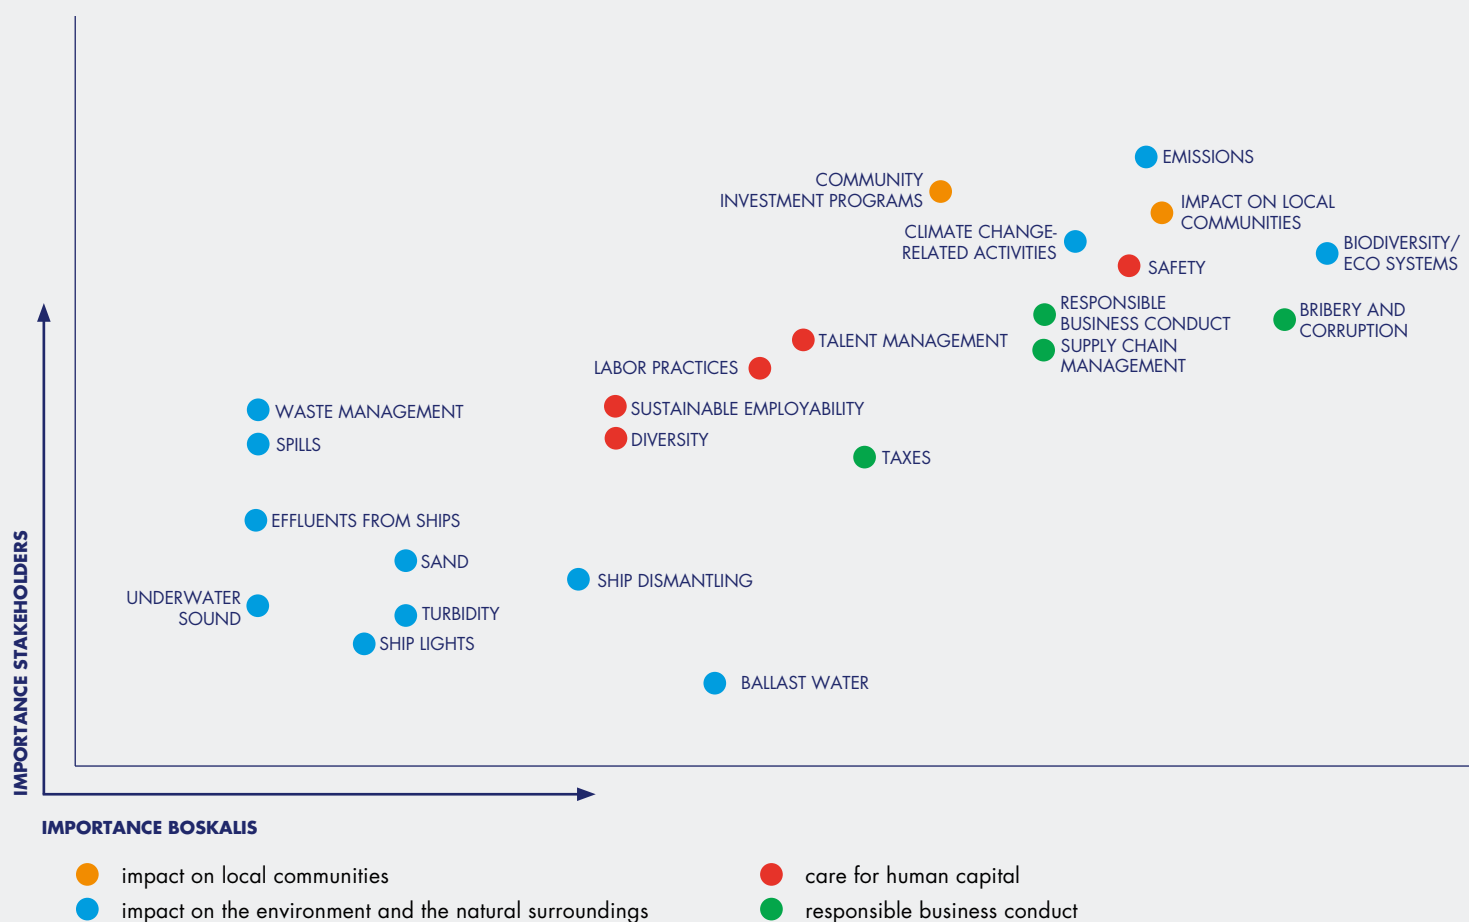 EMISSIONS
COMMUNITY
INVESTMENT PROGRAMS
IMPACT ON LOCAL
COMMUNITIES
CLIMATE CHANGE-
RELATED ACTIVITIES
BIODIVERSITY/
ECO SYSTEMS
SAFETY
RESPONSIBLE
BUSINESS CONDUCT
BRIBERY AND
CORRUPTION
TALENT MANAGEMENT
SUPPLY CHAIN
MANAGEMENT
LABOR PRACTICES
WASTE MANAGEMENT
SUSTAINABLE EMPLOYABILITY
SPILLS
DIVERSITY
TAXES
EFFLUENTS FROM SHIPS
SAND
SHIP DISMANTLING
UNDERWATER
SOUND
TURBIDITY
SHIP LIGHTS
BALLAST WATER
IMPORTANCE STAKEHOLDERS
IMPORTANCE BOSKALIS
impact on local communities
care for human capital
impact on the environment and the natural surroundings
responsible business conduct